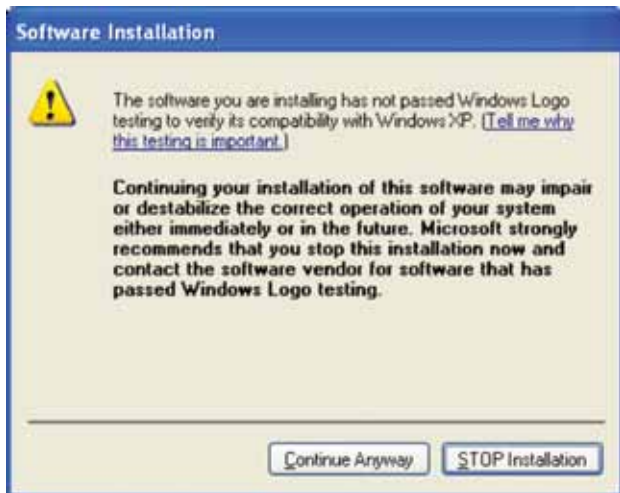 Software Installation
The software you are installing has not passed Windows Logo
testing to verify its compatibility with Windows XP. (Tell me why
this testing is important.)
Continuing your installation of this software may impair
or destabilize the correct operation of your system
either immediately or in the future. Microsoft strongly
recommends that you stop this installation now and
contact the software vendor for software that has
passed Windows Logo testing.
Continue Anyway STOP Installation